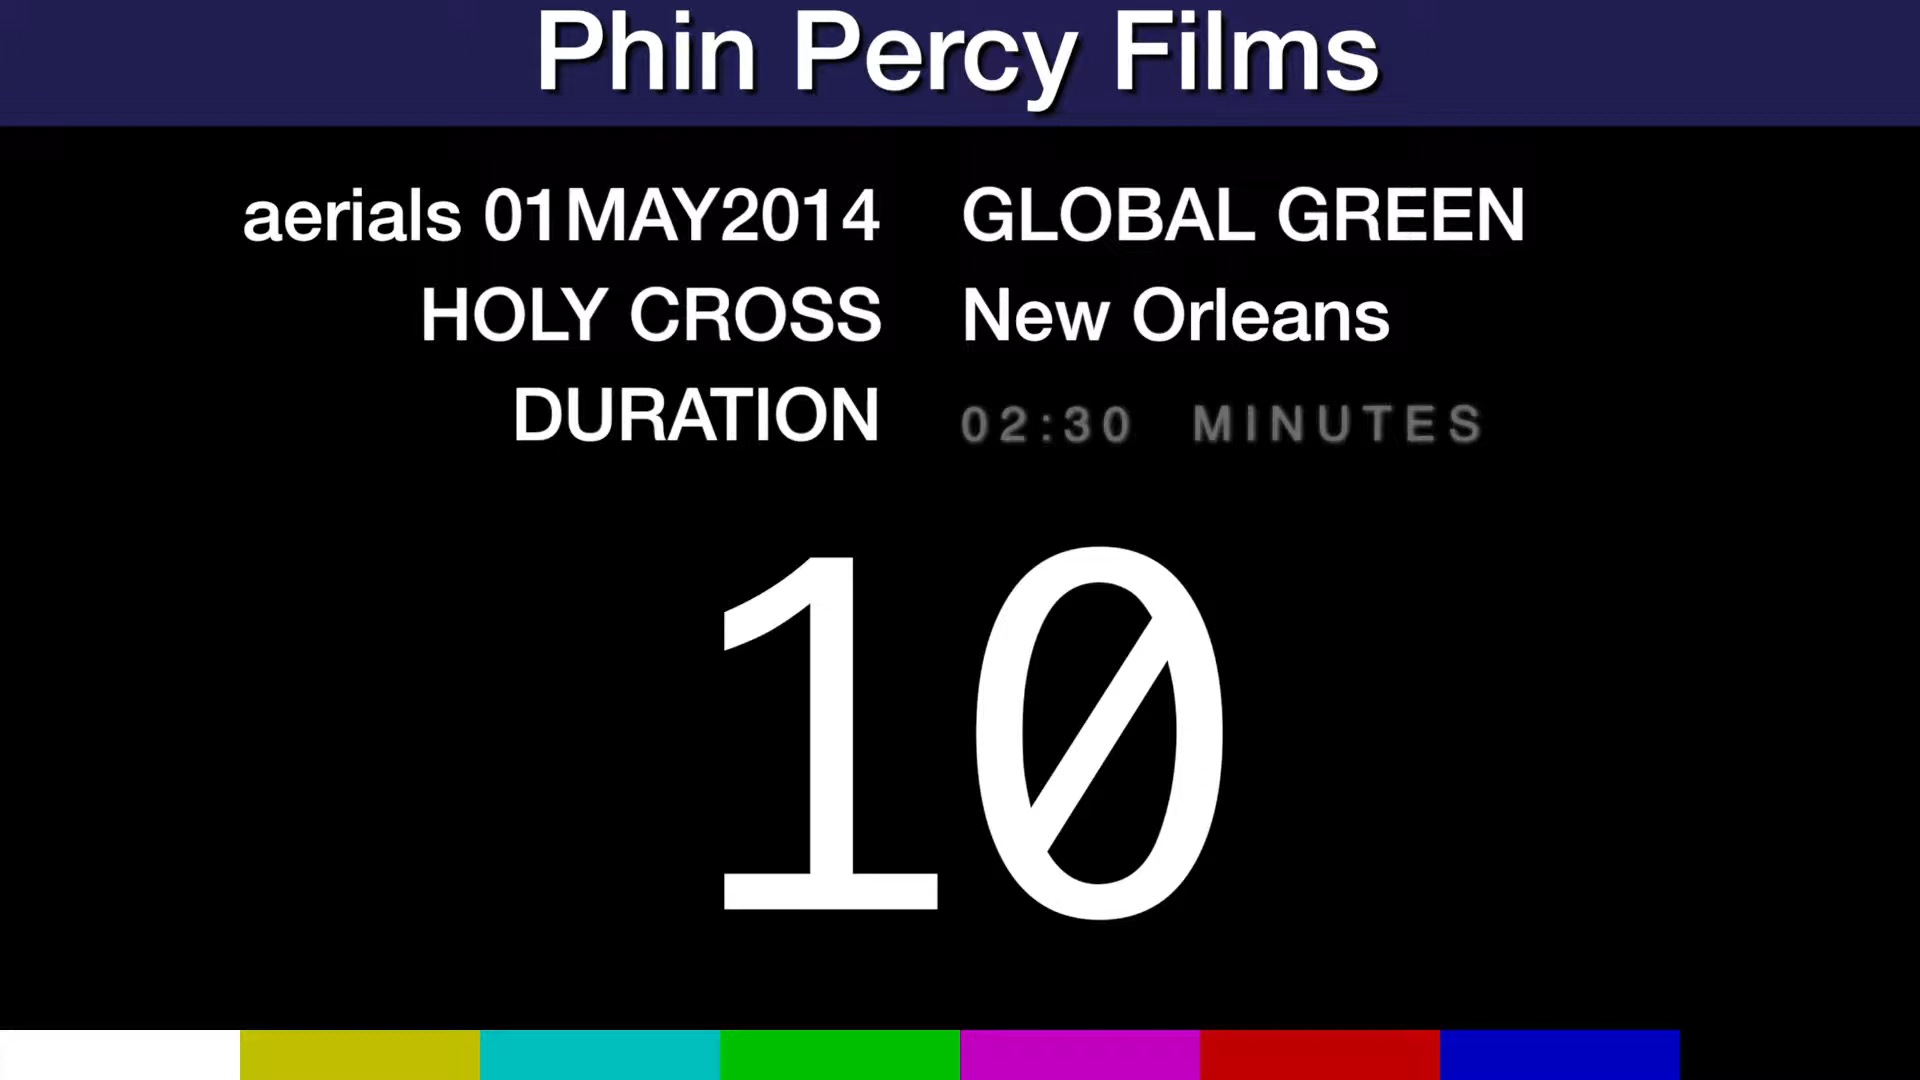 Phin Percy Films
aerials 01MAY2014 GLOBAL GREEN
HOLY CROSS New Orleans
DURATION 02:30 MINUTES
10